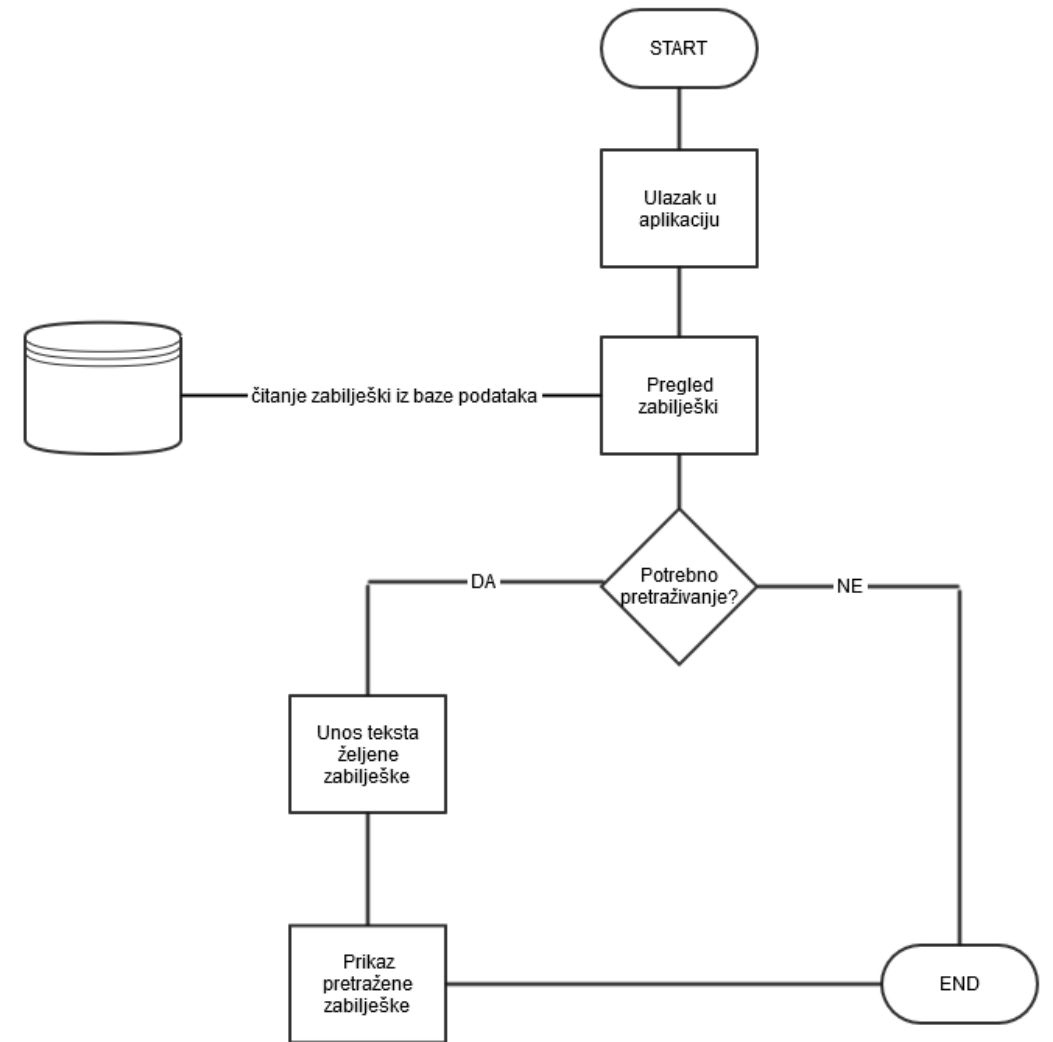 START
Ulazak u
aplikaciju
čitanje zabilješki iz baze podataka
Pregled
zabilješki
Potrebno
pretraživanje?
DA
NE
Unos teksta
željene
zabilješke
Prikaz
pretražene
zabilješke
END